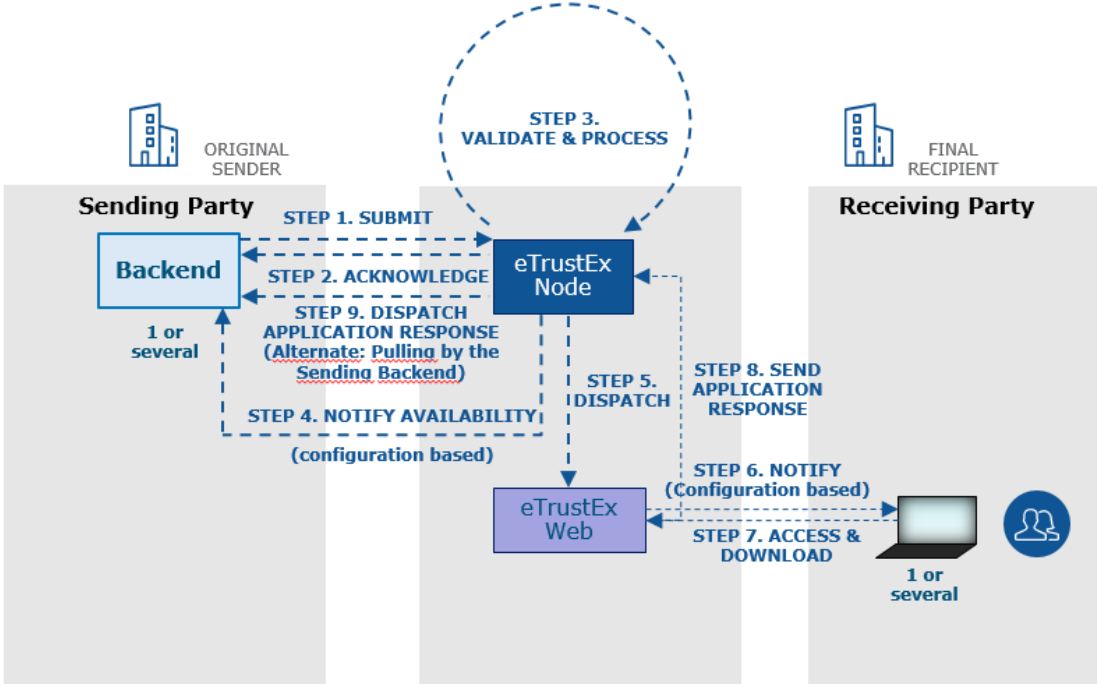 STEP 3.
VALIDATE & PROCESS
ORIGINAL
SENDER
FINAL
RECIPIENT
Sending Party
Receiving Party
STEP 1. SUBMIT
Backend
eTrustEx
Node
STEP 2. ACKNOWLEDGE
STEP 9. DISPATCH
APPLICATION RESPONSE
(Alternate: Pulling by the
Sending Backend)
1 or
several
STEP 4. NOTIFY AVAILABILITY
(configuration based)
STEP 5.
DISPATCH
STEP 8. SEND
APPLICATION
RESPONSE
STEP 6. NOTIFY
(Configuration based)
eTrustEx
Web
STEP 7. ACCESS &
DOWNLOAD
1 or
several